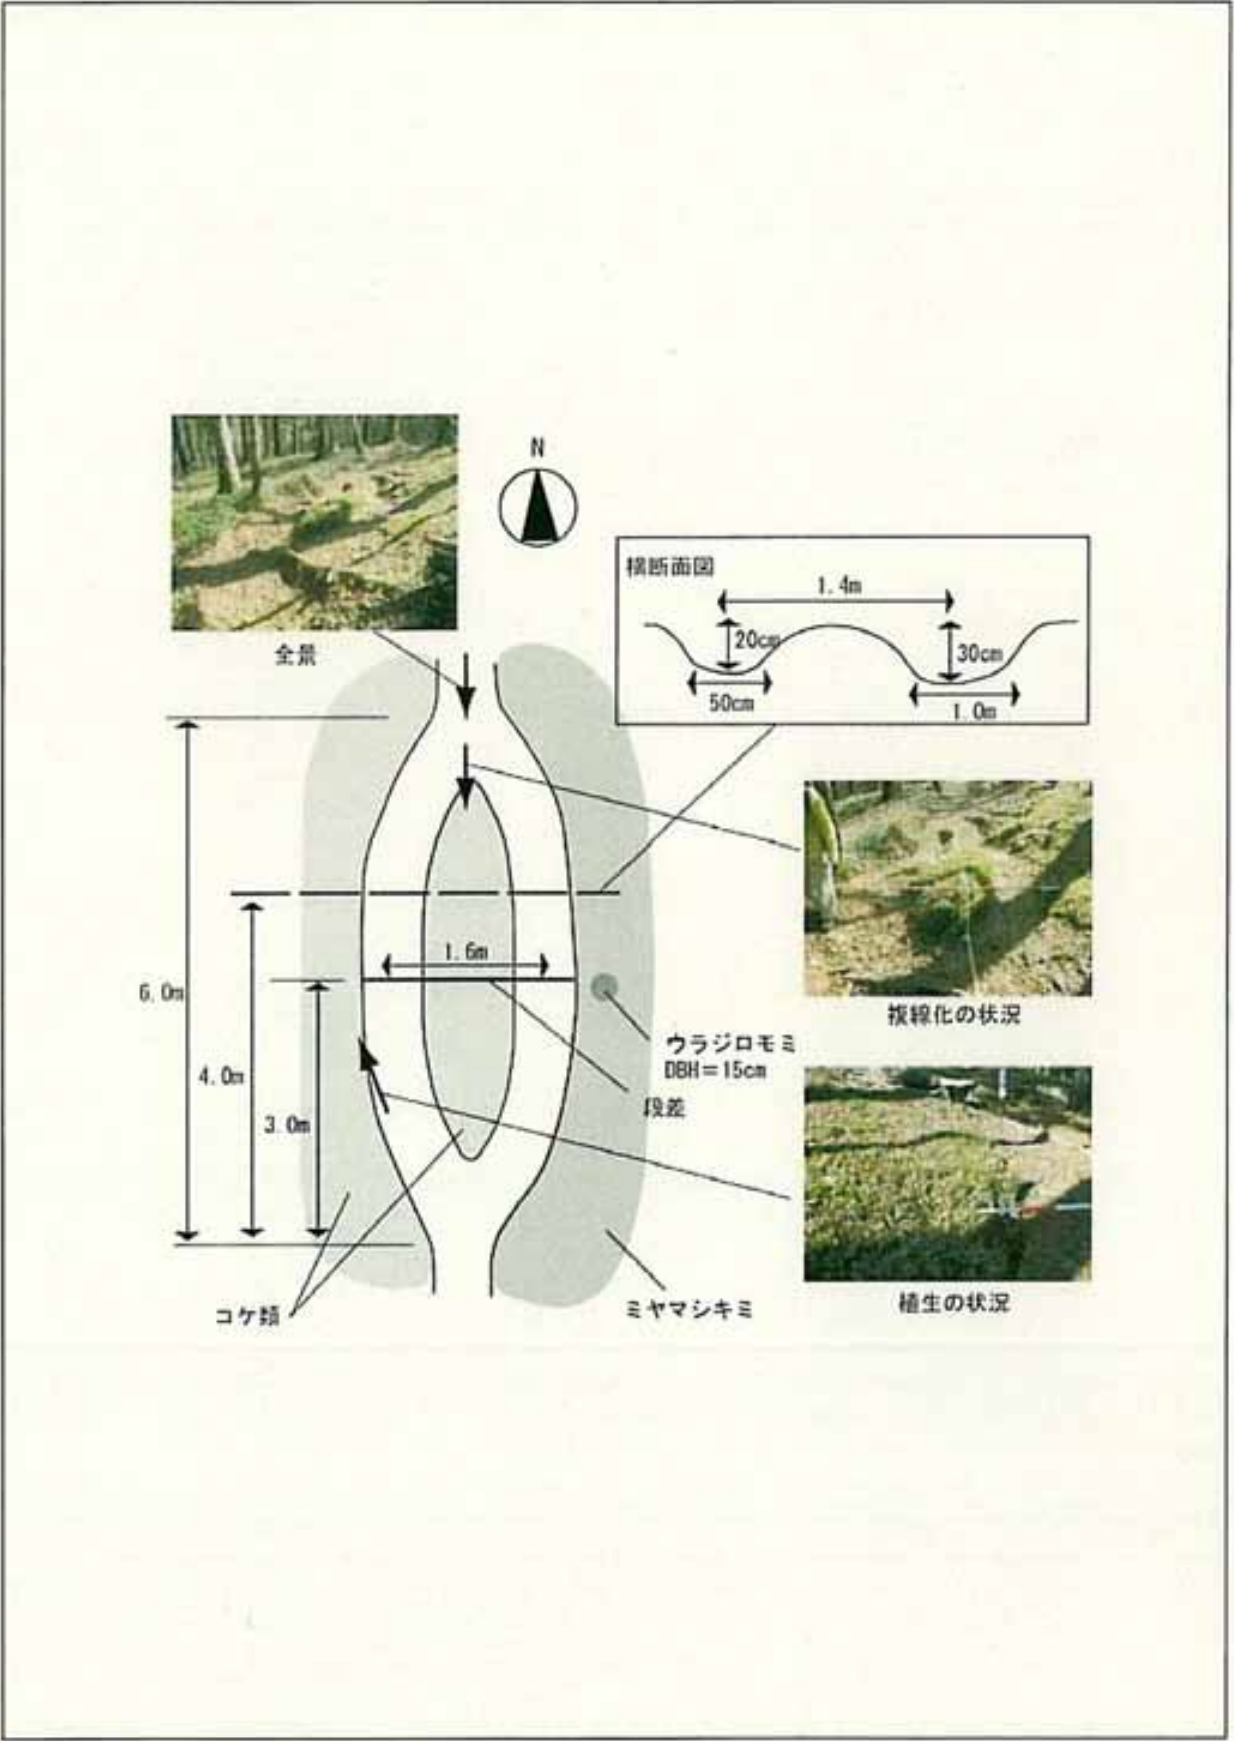 N
横断面図
1.4m
20cm
30cm
50cm
1.0m
全景
1.6m
6.0m
4.0m
3.0m
複線化の状況
ウラジロモミ
DBH=15cm
段差
植生の状況
コケ類
ミヤマシキミ